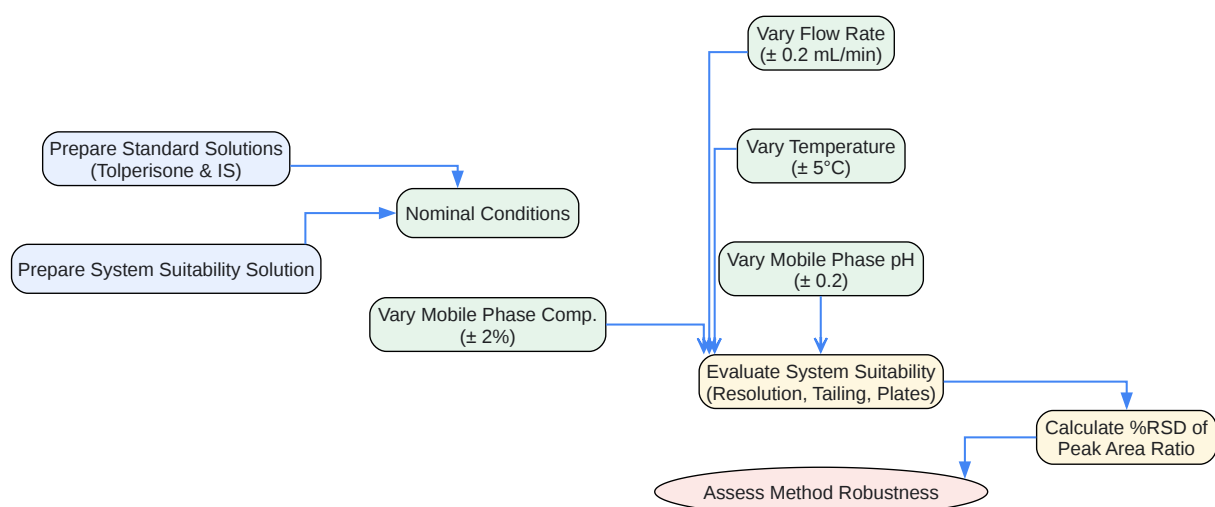 Vary Flow Rate
(± 0.2 mL/min)
Prepare Standard Solutions
(Tolperisone & IS)
Vary Temperature
(± 5°C)
Nominal Conditions
Prepare System Suitability Solution
Vary Mobile Phase pH
(± 0.2)
Vary Mobile Phase Comp.
(± 2%)
Evaluate System Suitability
(Resolution, Tailing, Plates)
Calculate %RSD of
Peak Area Ratio
Assess Method Robustness